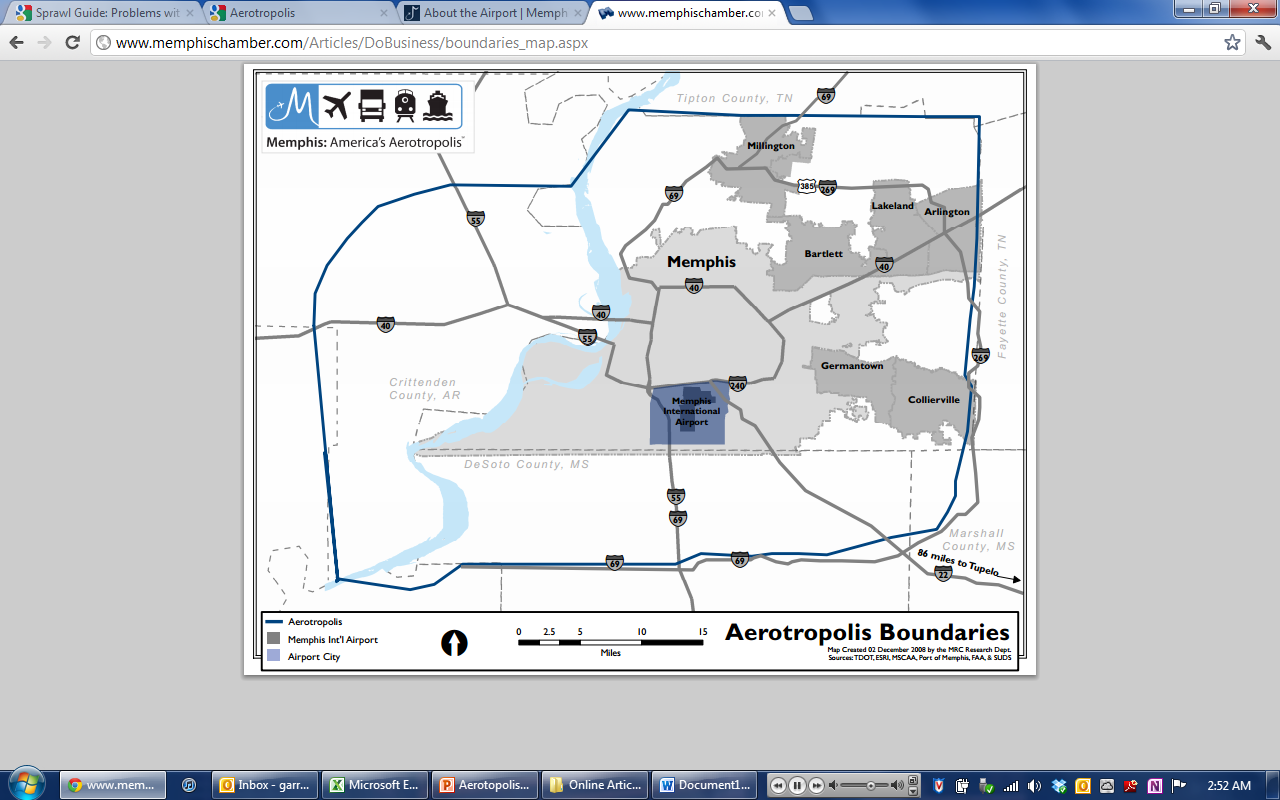 Sprawl Guide: Problems wit
Aerotropolis
About the Airport | Memph
www.memphischamber.co
www.memphischamber.com/Articles/DoBusiness/boundaries_map.aspx
M
Memphis: America's Aerotropolis
Tipton County, TN
69
Millington
385
269
69
Lakeland
Arlington
55
Memphis
Bartlett
40
40
Fayette County, TN
40
40
55
269
Germantown
Crittenden
County, AR
240
Collierville
Memphis
International
Airport
DeSoto County, MS
55
69
Marshall
County, MS
86 miles to Tupelo
69
69
22
Aerotropolis
Memphis Int'l Airport
Airport City
0 2.5 5 10 15
Miles
Aerotropolis Boundaries
Map Created 02 December 2008 by the MRC Research Dept.
Sources: TDOT, ESRI, MSCAA, Port of Memphis, FAA, & SUDS
www.mem...
Inbox - garr...
Microsoft E...
Aerotopolis...
Online Artic...
Document1...
2:52 AM